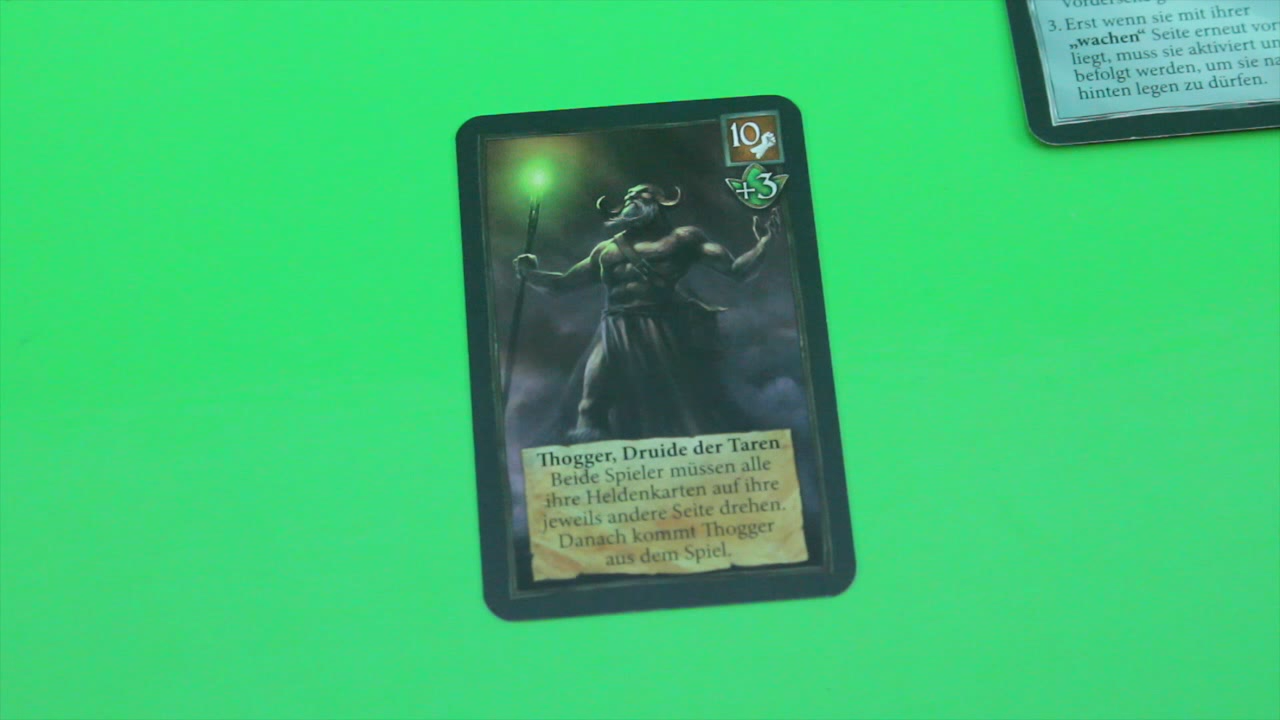 3. Erst wenn sie mit ihrer
„wachen“ Seite erneut vor
liegt, muss sie aktiviert un
befolgt werden, um sie na
hinten legen zu dürfen.
10
+3
Thogger, Druide der Taren
Beide Spieler müssen alle
ihre Heldenkarten auf ihre
jeweils andere Seite drehen.
Danach kommt Thogger
aus dem Spiel.